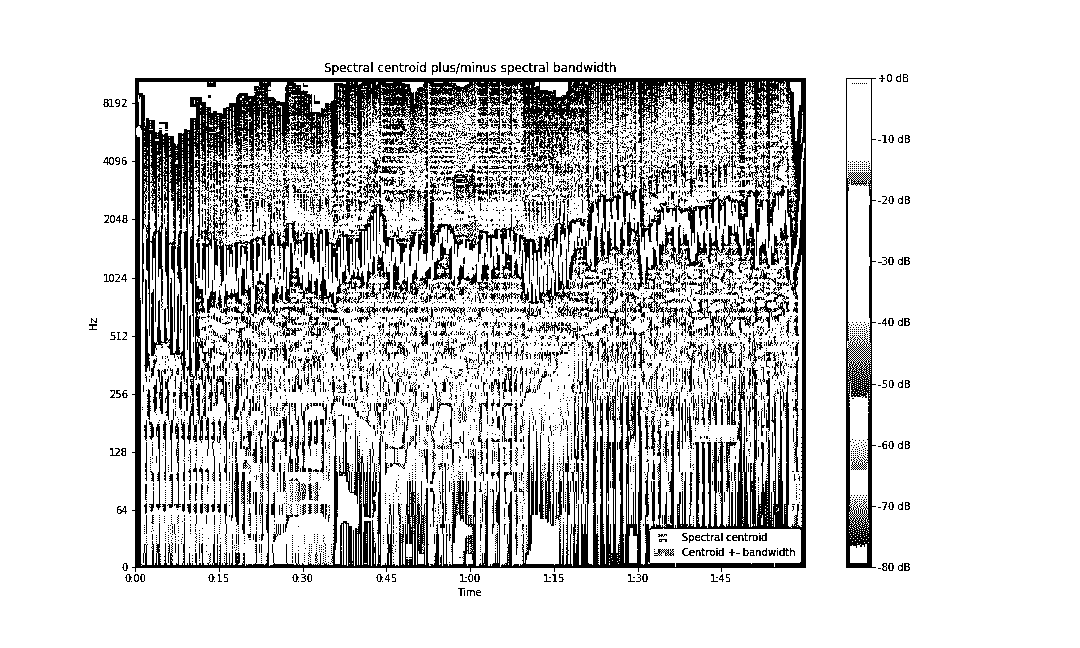 Spectral centroid plus/minus spectral bandwidth
Hz
8192
4096
2048
1024
512
256
128
64
0
0:00 0:15 0:30 0:45 1:00 1:15 1:30 1:45
Time
Spectral centroid
Centroid +- bandwidth
+0 dB
-10 dB
-20 dB
-30 dB
-40 dB
-50 dB
-60 dB
-70 dB
-80 dB